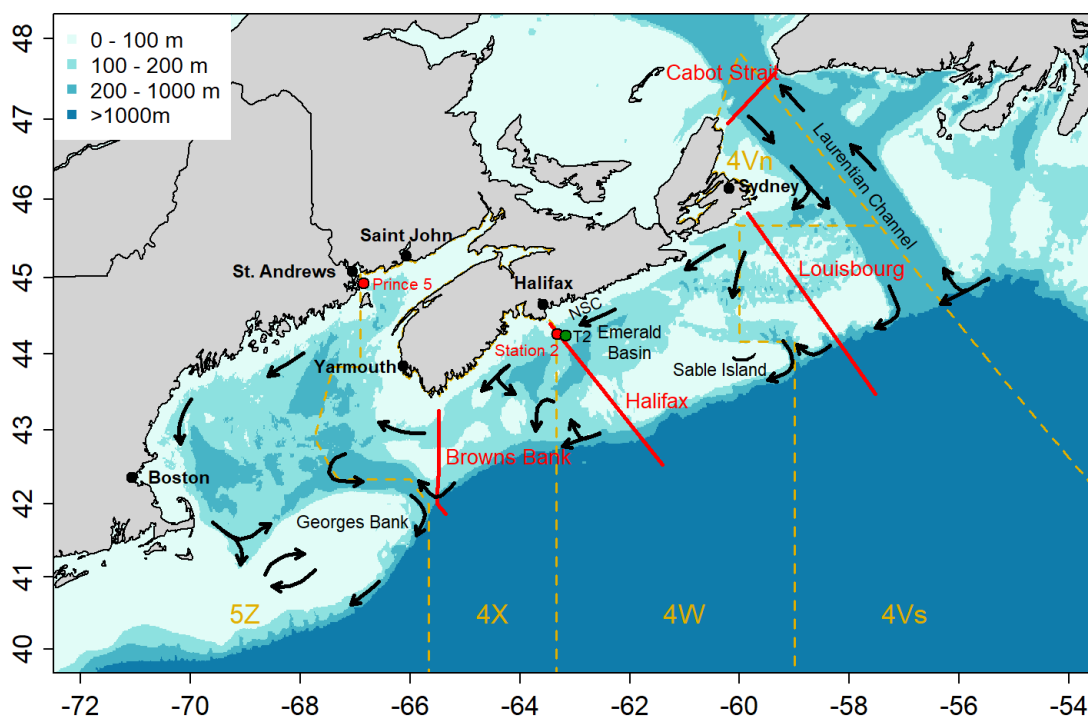 0 - 100 m
100 - 200 m
200 - 1000 m
>1000m
48
47
46
45
44
43
42
41
40
Cabot Strait
4Vn
Laurentian Channel
Sydney
Saint John
St. Andrews
Prince 5
Halifax
NSC
Louisbourg
T2
Emerald
Basin
Station 2
Yarmouth
Sable Island
Halifax
Browns Bank
Boston
Georges Bank
5Z
4X
4W
4Vs
-72
-70
-68
-66
-64
-62
-60
-58
-56
-54